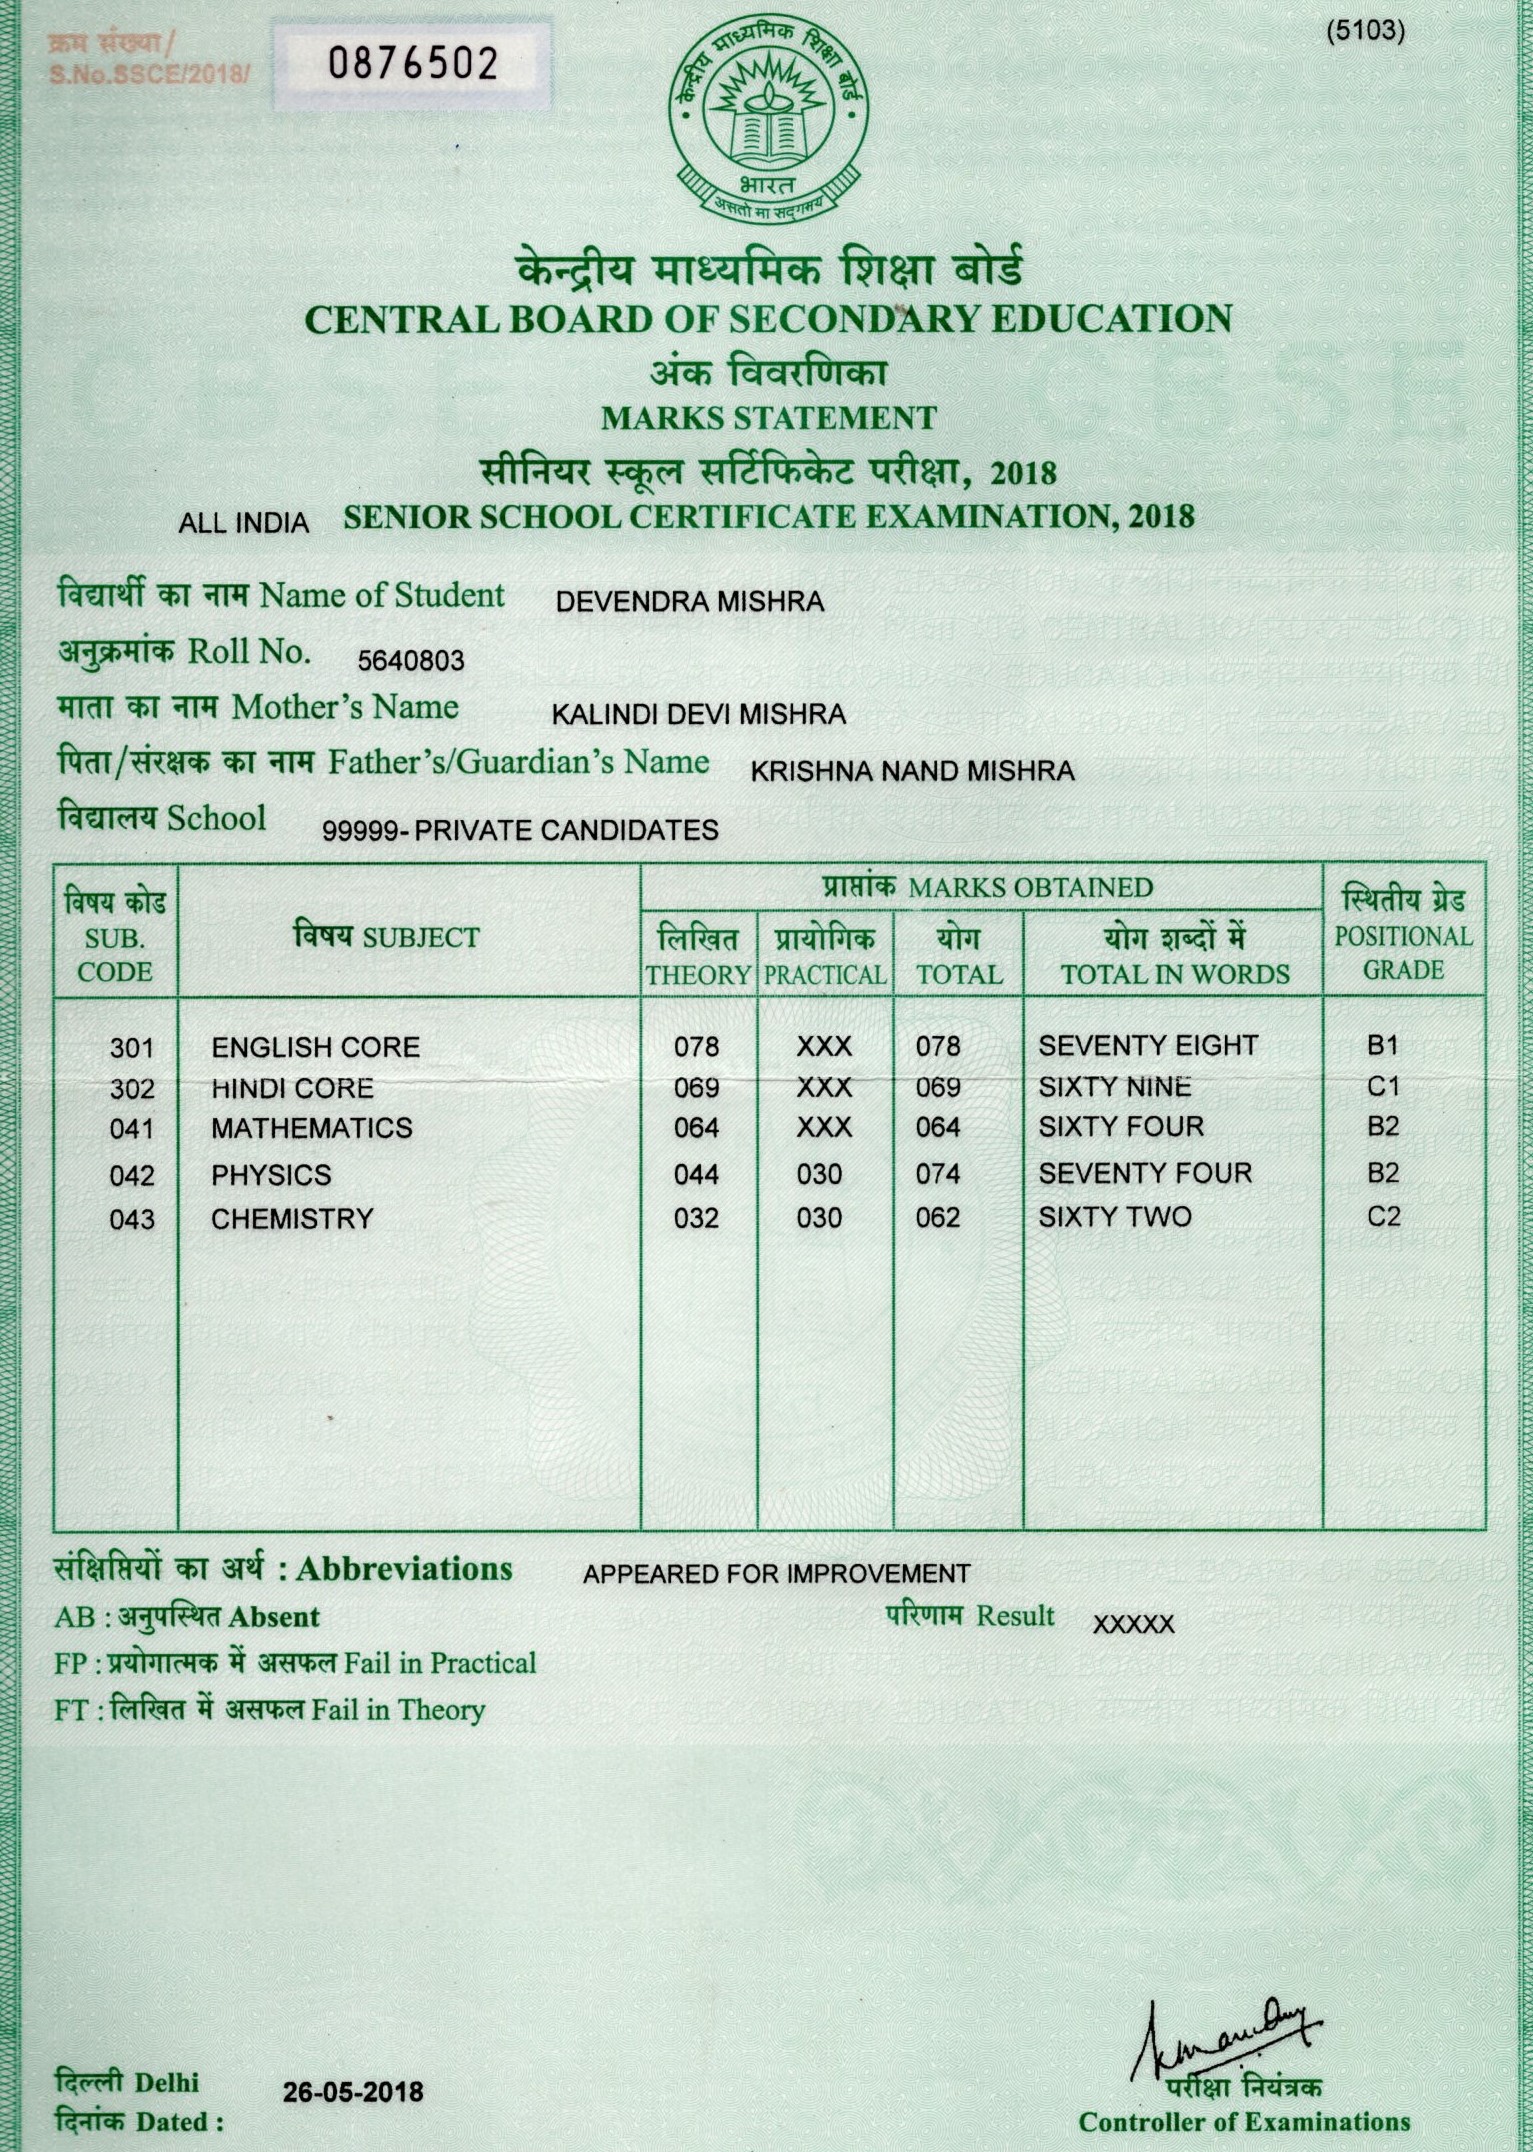 क्रम संख्या/
S.No.SSCE/2018/ 0876502
(5103)
केन्द्रीय माध्यमिक शिक्षा बोर्ड
भारत
असतो मा सद्गमय
केन्द्रीय माध्यमिक शिक्षा बोर्ड
CENTRAL BOARD OF SECONDARY EDUCATION
अंक विवरणिका
MARKS STATEMENT
सीनियर स्कूल सर्टिफिकेट परीक्षा, 2018
ALL INDIA SENIOR SCHOOL CERTIFICATE EXAMINATION, 2018
विद्यार्थी का नाम Name of Student DEVENDRA MISHRA
अनुक्रमांक Roll No. 5640803
माता का नाम Mother's Name KALINDI DEVI MISHRA
पिता/संरक्षक का नाम Father's/Guardian's Name KRISHNA NAND MISHRA
विद्यालय School 99999- PRIVATE CANDIDATES
विषय कोड SUB. CODE
विषय SUBJECT
प्राप्तांक MARKS OBTAINED
लिखित THEORY
प्रायोगिक PRACTICAL
योग TOTAL
योग शब्दों में TOTAL IN WORDS
स्थितीय ग्रेड POSITIONAL GRADE
301 ENGLISH CORE 078 XXX 078 SEVENTY EIGHT B1
302 HINDI CORE 069 XXX 069 SIXTY NINE C1
041 MATHEMATICS 064 XXX 064 SIXTY FOUR B2
042 PHYSICS 044 030 074 SEVENTY FOUR B2
043 CHEMISTRY 032 030 062 SIXTY TWO C2
संक्षिप्तियों का अर्थ : Abbreviations APPEARED FOR IMPROVEMENT
AB : अनुपस्थित Absent परिणाम Result XXXXX
FP : प्रयोगात्मक में असफल Fail in Practical
FT : लिखित में असफल Fail in Theory
दिल्ली Delhi
दिनांक Dated : 26-05-2018
परीक्षा नियंत्रक
Controller of Examinations